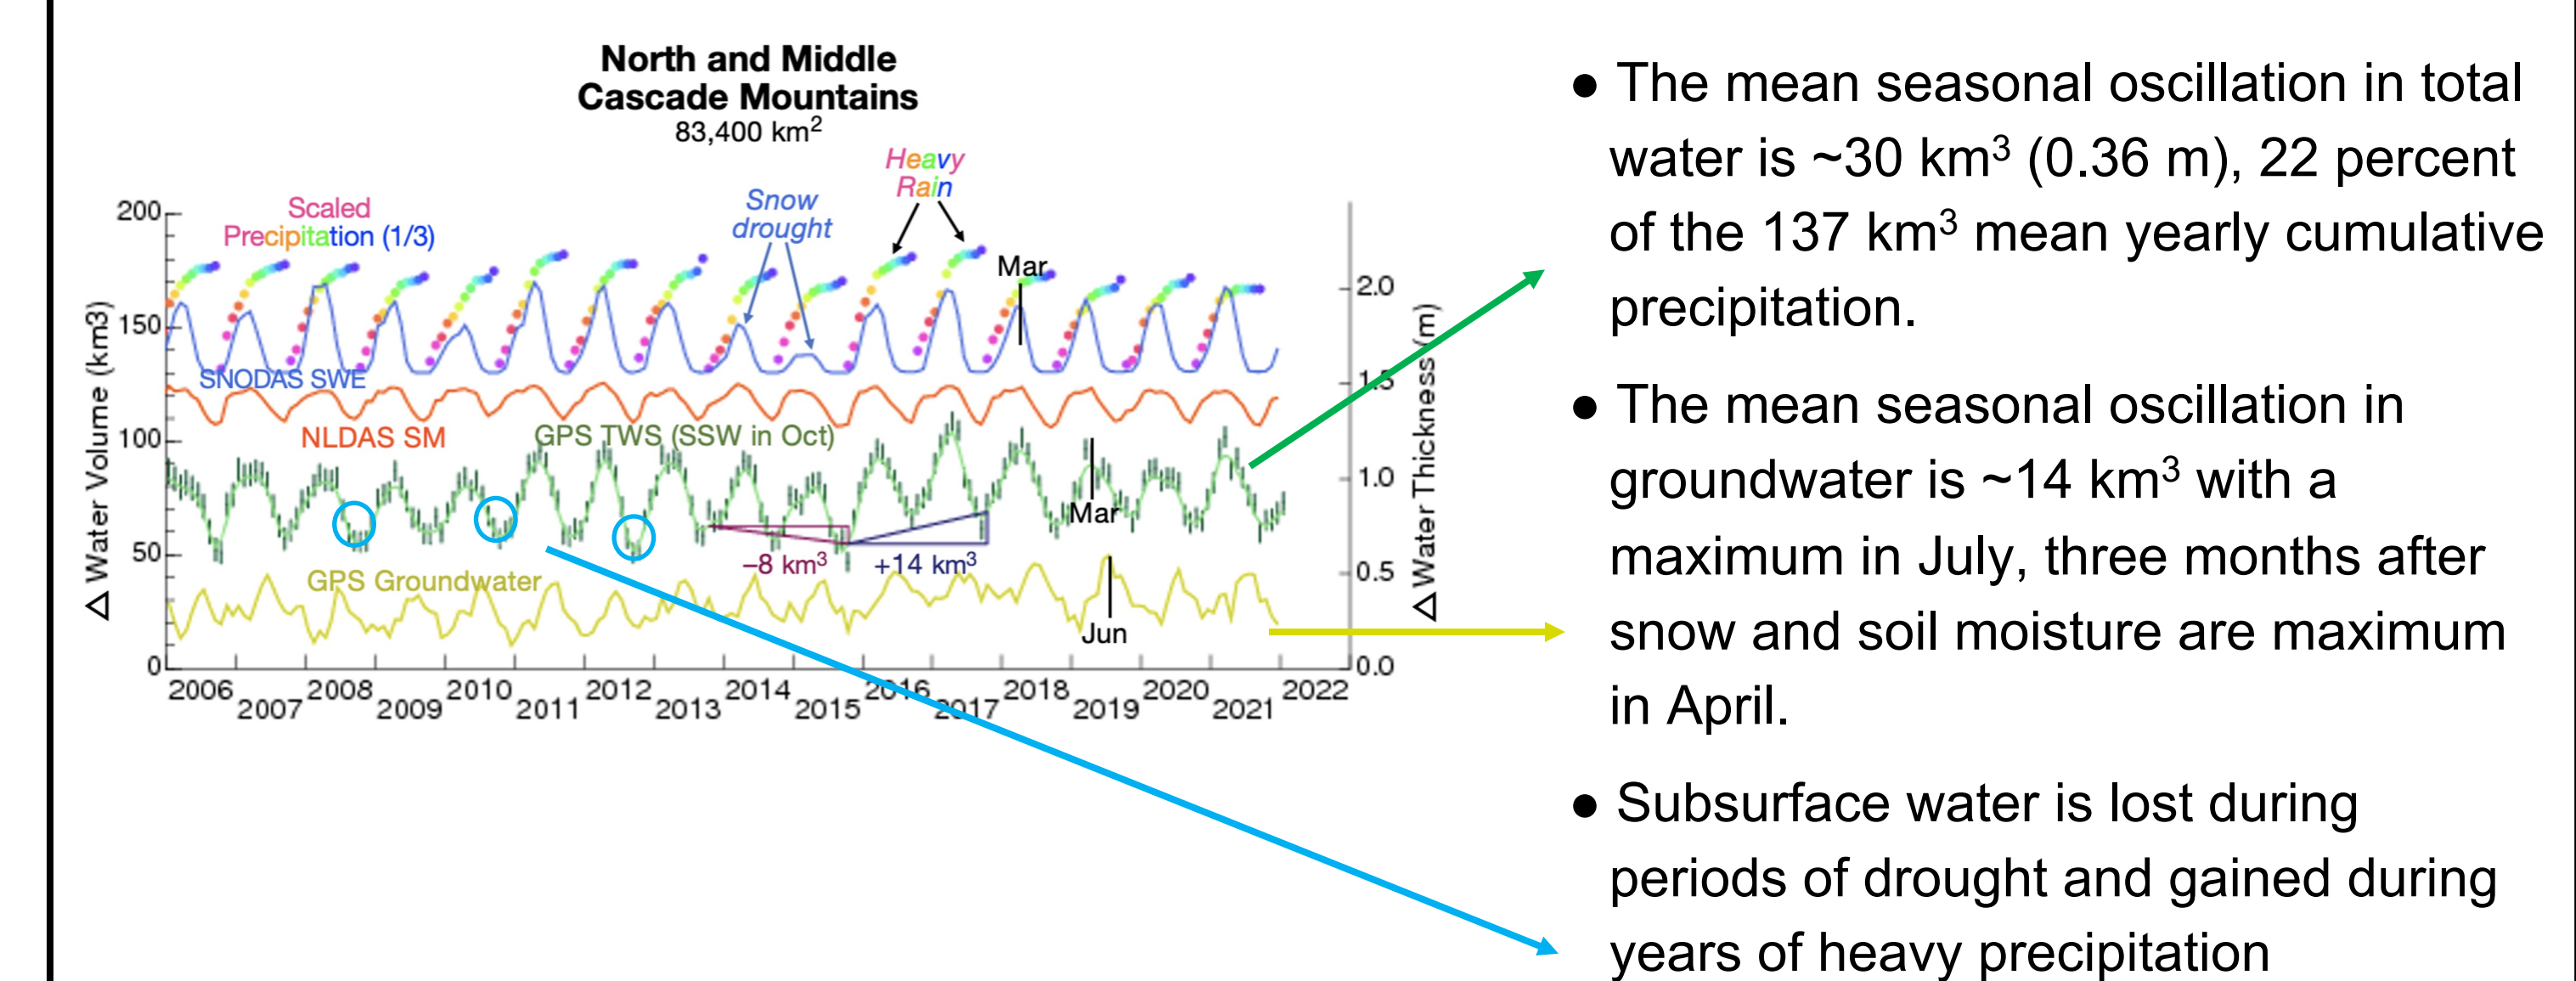 North and Middle
Cascade Mountains
83,400 km²
Heavy
Rain
Snow
drought
Scaled
Precipitation (1/3)
Mar
SNODAS SWE
NLDAS SM
GPS TWS (SSW in Oct)
Mar
−8 km³
+14 km³
GPS Groundwater
Jun
Δ Water Volume (km3)
200
150
100
50
0
Δ Water Thickness (m)
2.0
1.5
1.0
0.5
0.0
2006 2008 2010 2012 2014 2016 2018 2020 2022
2007 2009 2011 2013 2015 2017 2019 2021
● The mean seasonal oscillation in total
water is ~30 km³ (0.36 m), 22 percent
of the 137 km³ mean yearly cumulative
precipitation.
● The mean seasonal oscillation in
groundwater is ~14 km³ with a
maximum in July, three months after
snow and soil moisture are maximum
in April.
● Subsurface water is lost during
periods of drought and gained during
years of heavy precipitation